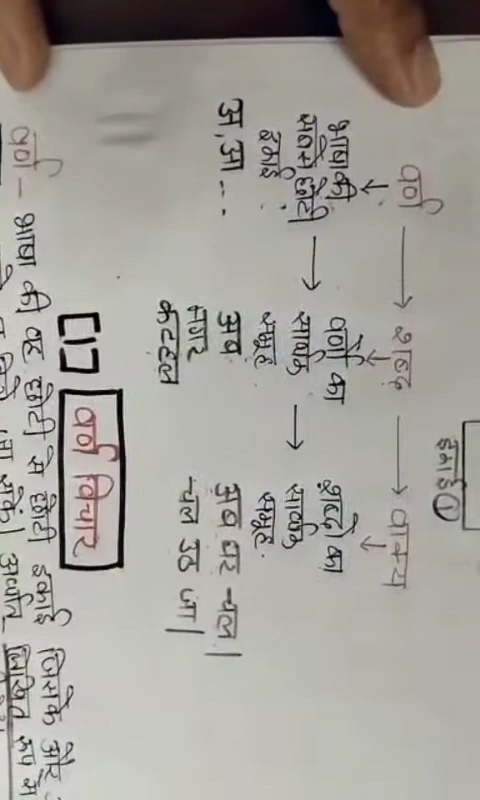 इकाई ①
वर्ण → शब्द → वाक्य
भाषा की
सबसे छोटी
इकाई
अ, आ...
वर्णों का
सार्थक
समूह
अब
मगर
कटहल
शब्दों का
सार्थक
समूह
अब घर चल।
चल उठ जा।
[1] वर्ण विचार
वर्ण – भाषा की वह छोटी से छोटी इकाई जिसके और
जा सके। अर्थात् लिखित रूप में